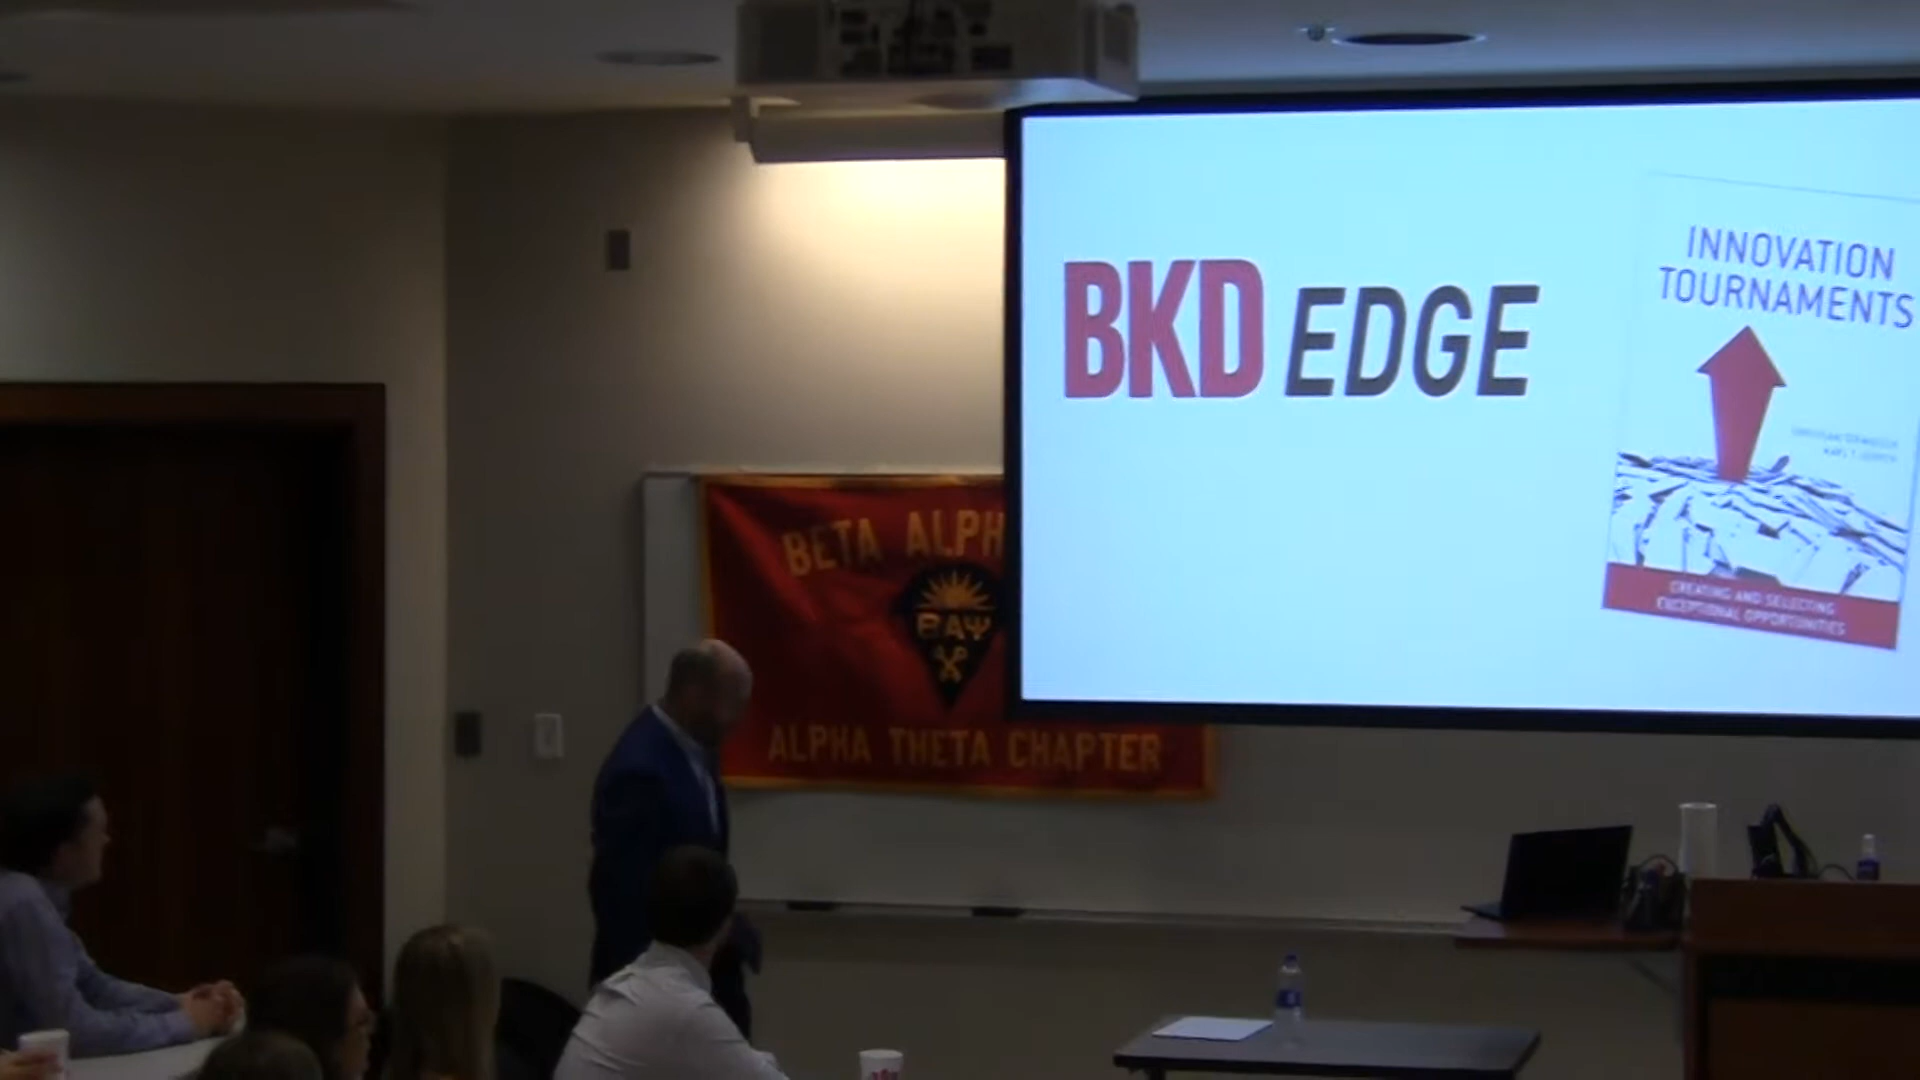 BKD EDGE
INNOVATION
TOURNAMENTS
CREATING AND SELECTING
EXCEPTIONAL OPPORTUNITIES
BETA ALPH
ΒΑΨ
ALPHA THETA CHAPTER